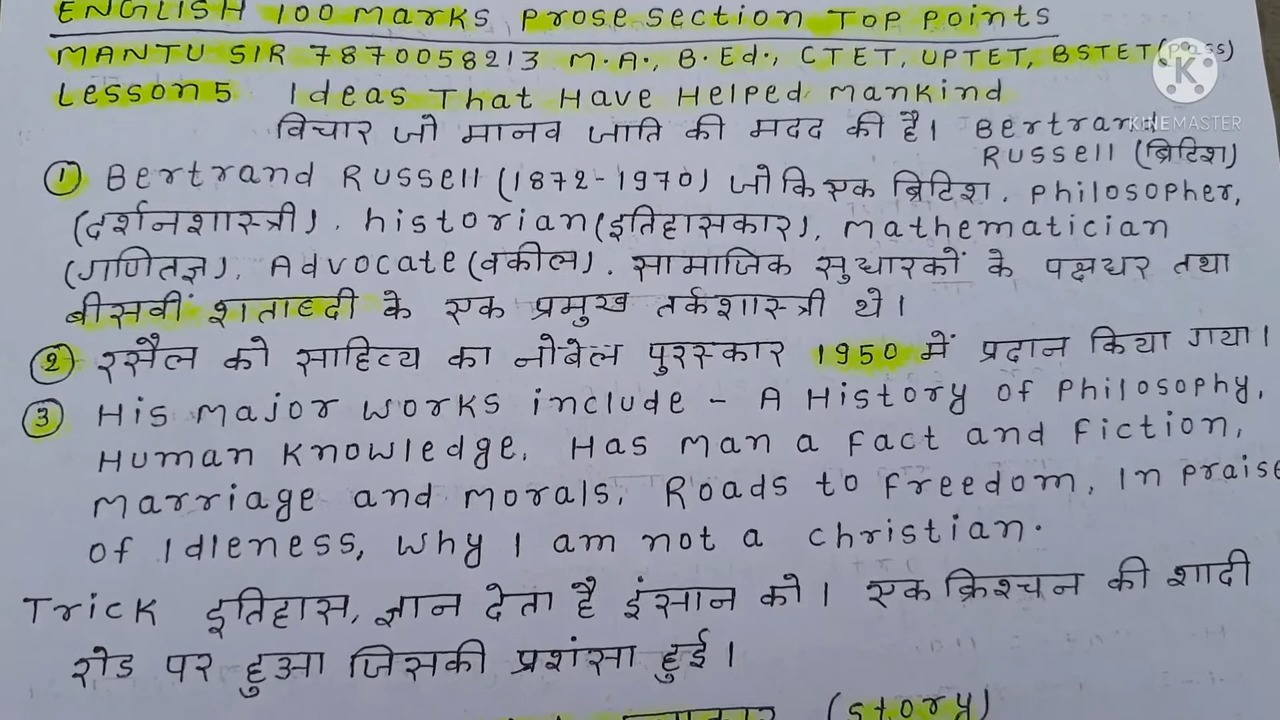 ENGLISH 100 Marks Prose section Top Points
MANTU SIR 7870058213 M.A., B.Ed., CTET, UPTET, BSTET (Pass)
Lesson 5 Ideas That Have Helped Mankind
विचार जो मानव जाति की मदद की है। Bertrand
Russell (ब्रिटिश)
① Bertrand Russell (1872-1970) जो कि एक ब्रिटिश. Philosopher,
(दर्शनशास्त्री). historian (इतिहासकार), Mathematician
(गणितज्ञ), Advocate (वकील). सामाजिक सुधारकों के पक्षधर तथा
बीसवीं शताब्दी के एक प्रमुख तर्कशास्त्री थे।
② रसैल को साहित्य का नोबेल पुरस्कार 1950 में प्रदान किया गया।
③ His major works include - A History of Philosophy,
Human Knowledge, Has Man a Fact and Fiction,
Marriage and Morals, Roads to Freedom, In Praise
of Idleness, Why I am not a Christian.
Trick इतिहास, ज्ञान देता है इंसान को। एक क्रिश्चन की शादी
रोड पर हुआ जिसकी प्रशंसा हुई।
(story)
K
KINEMASTER